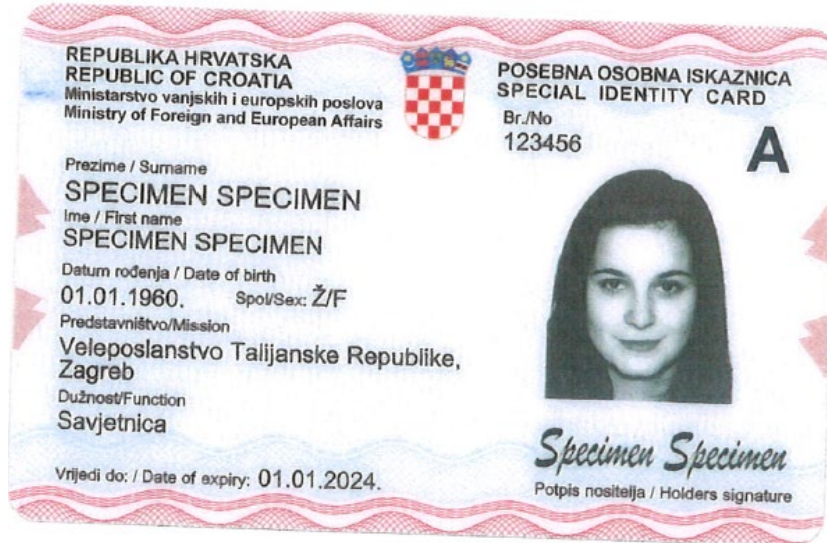 REPUBLIKA HRVATSKA
REPUBLIC OF CROATIA
Ministarstvo vanjskih i europskih poslova
Ministry of Foreign and European Affairs
POSEBNA OSOBNA ISKAZNICA
SPECIAL IDENTITY CARD
Br./No
123456
A
Prezime / Surname
SPECIMEN SPECIMEN
Ime / First name
SPECIMEN SPECIMEN
Datum rođenja / Date of birth
01.01.1960. Spol/Sex: Ž/F
Predstavništvo/Mission
Veleposlanstvo Talijanske Republike,
Zagreb
Dužnost/Function
Savjetnica
Vrijedi do: / Date of expiry: 01.01.2024.
Specimen Specimen
Potpis nositelja / Holders signature